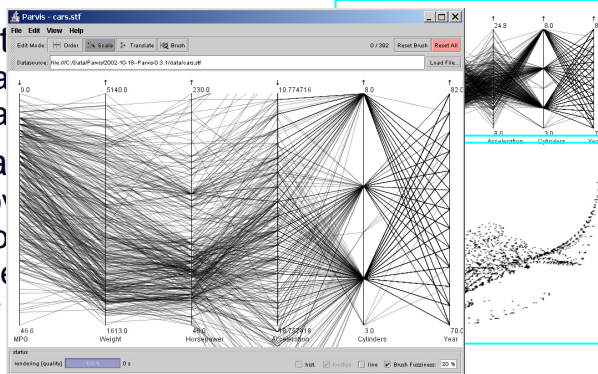 Parvis - cars.stf
File Edit View Help
Edit Mode: Order Scale Translate Brush 0 / 392 Reset Brush Reset All
Datasource: file:///C:/Data/Parvis/2002-10-18--Parvis-0.3.1/data/cars.stf Load File...
9.0 5140.0 230.0 10.774716 8.0 82.0
46.6 1613.0 46.0 18.757418 3.0 70.0
MPG Weight Horsepower Acceleration Cylinders Year
status
rendering (quality) 100% 0 s hist. tooltips line Brush Fuzziness: 20 %
24.8 8.0
8.0 3.0 7
Acceleration Cylinders Year